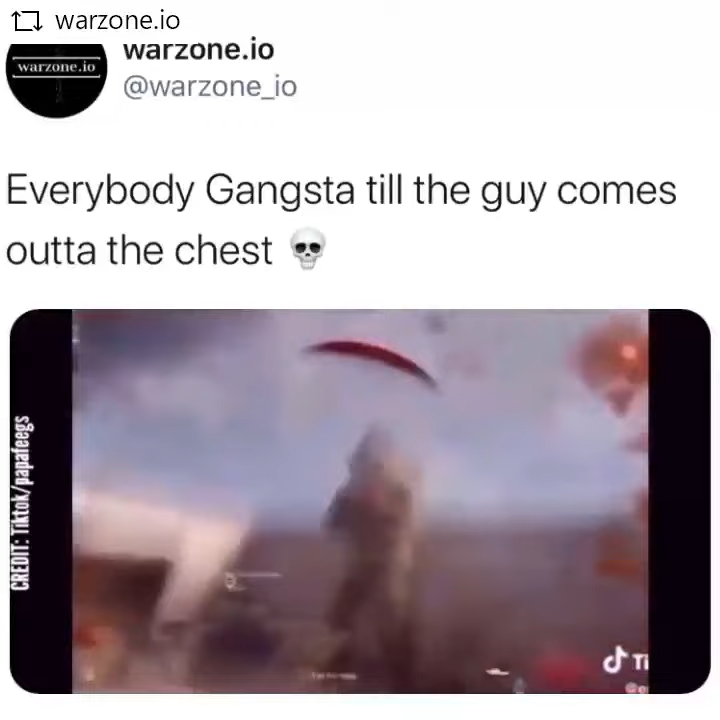 warzone.io
warzone.io
warzone.io
@warzone_io
Everybody Gangsta till the guy comes
outta the chest 💀
CREDIT: Tiktok/papafeegs
Ti